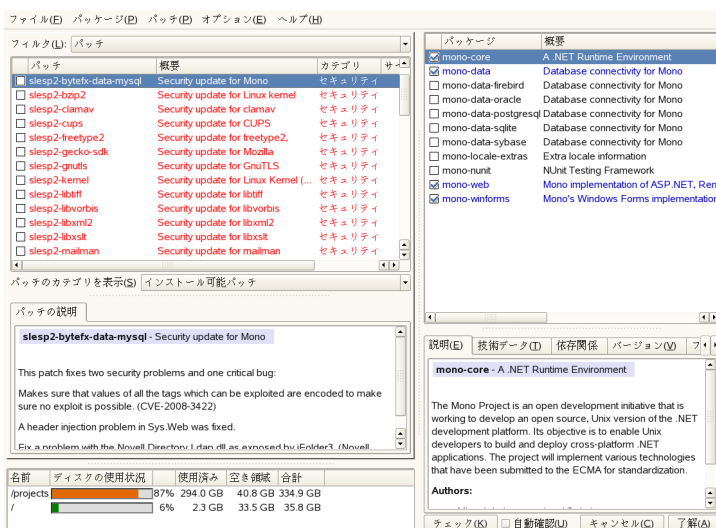 ファイル(F) パッケージ(P) パッチ(P) オプション(E) ヘルプ(H)
フィルタ(L): パッチ
パッチ 概要 カテゴリ サイ
slesp2-bytefx-data-mysql Security update for Mono セキュリティ
slesp2-bzip2 Security update for Linux kernel セキュリティ
slesp2-clamav Security update for clamav セキュリティ
slesp2-cups Security update for CUPS セキュリティ
slesp2-freetype2 Security update for freetype2, セキュリティ
slesp2-gecko-sdk Security update for Mozilla セキュリティ
slesp2-gnutls Security update for GnuTLS セキュリティ
slesp2-kernel Security update for Linux Kernel (... セキュリティ
slesp2-libtiff Security update for libtiff セキュリティ
slesp2-libvorbis Security update for libvorbis セキュリティ
slesp2-libxml2 Security update for libxml2 セキュリティ
slesp2-libxslt Security update for libxslt セキュリティ
slesp2-mailman Security update for mailman セキュリティ
パッチのカテゴリを表示(S) インストール可能パッチ
パッチの説明
slesp2-bytefx-data-mysql - Security update for Mono
This patch fixes two security problems and one critical bug:
Makes sure that values of all the tags which can be exploited are encoded to make
sure no exploit is possible. (CVE-2008-3422)
A header injection problem in Sys.Web was fixed.
Fix a problem with the Novell.Directory.Ldap.dll as exposed by iFolder3. (Novell
名前 ディスクの使用状況 使用済み 空き領域 合計
/projects 87% 294.0 GB 40.8 GB 334.9 GB
/ 6% 2.3 GB 33.5 GB 35.8 GB
パッケージ 概要
mono-core A .NET Runtime Environment
mono-data Database connectivity for Mono
mono-data-firebird Database connectivity for Mono
mono-data-oracle Database connectivity for Mono
mono-data-postgresql Database connectivity for Mono
mono-data-sqlite Database connectivity for Mono
mono-data-sybase Database connectivity for Mono
mono-locale-extras Extra locale information
mono-nunit NUnit Testing Framework
mono-web Mono implementation of ASP.NET, Rem
mono-winforms Mono's Windows Forms implementation
説明(E) 技術データ(T) 依存関係 バージョン(V) フ
mono-core - A .NET Runtime Environment
The Mono Project is an open development initiative that is
working to develop an open source, Unix version of the .NET
development platform. Its objective is to enable Unix
developers to build and deploy cross-platform .NET
applications. The project will implement various technologies
that have been submitted to the ECMA for standardization.
Authors:
チェック(K) 自動確認(U) キャンセル(C) 了解(A)